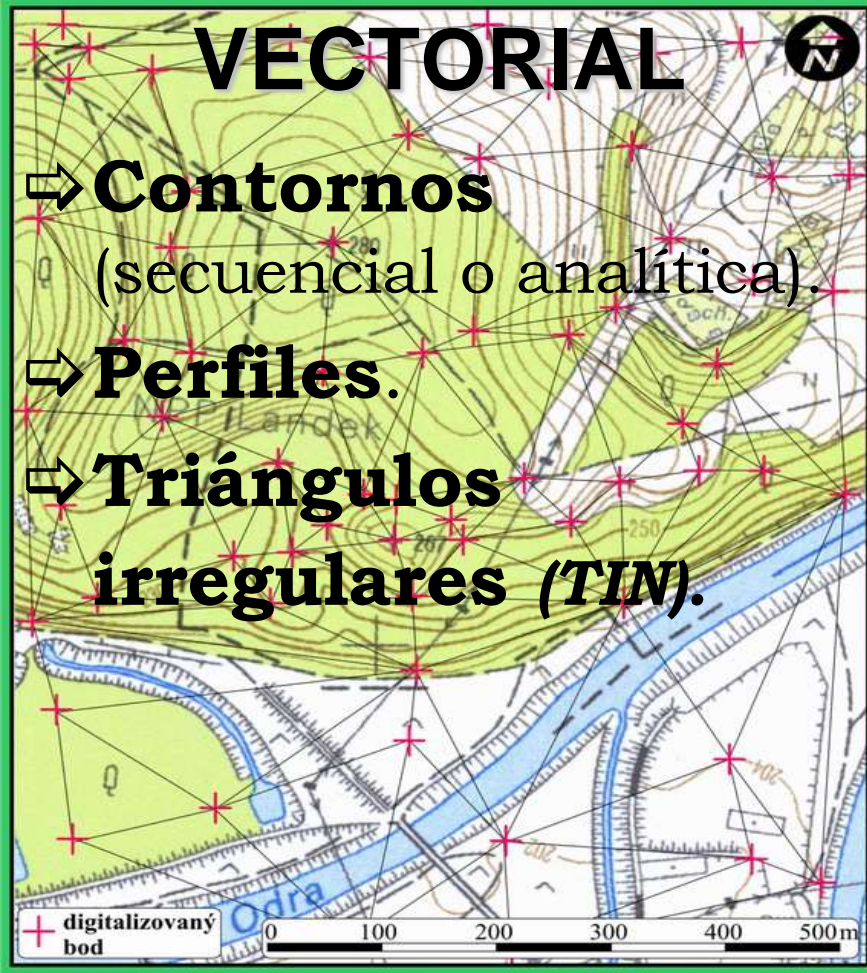 VECTORIAL
N
⇨Contornos
(secuencial o analítica).
280
⇨Perfiles.
Landek
⇨Triángulos
267
250
irregulares (TIN).
204
202
Odra
digitalizovaný
bod
0 100 200 300 400 500m